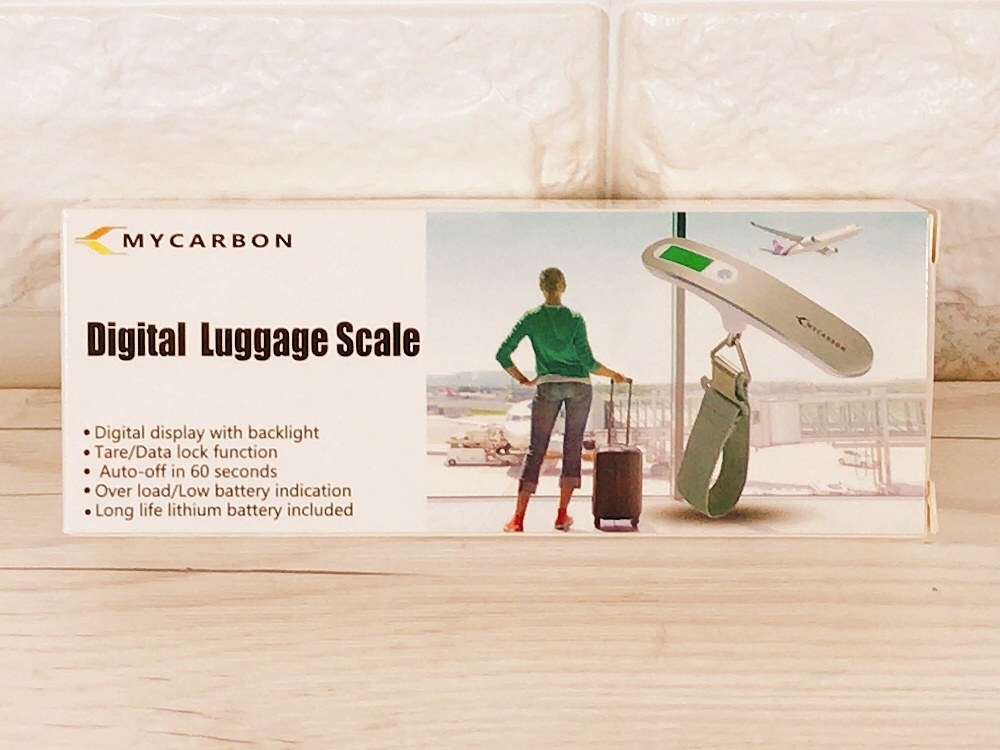 MYCARBON
Digital Luggage Scale
• Digital display with backlight
• Tare/Data lock function
• Auto-off in 60 seconds
• Over load/Low battery indication
• Long life lithium battery included
MYCARBON